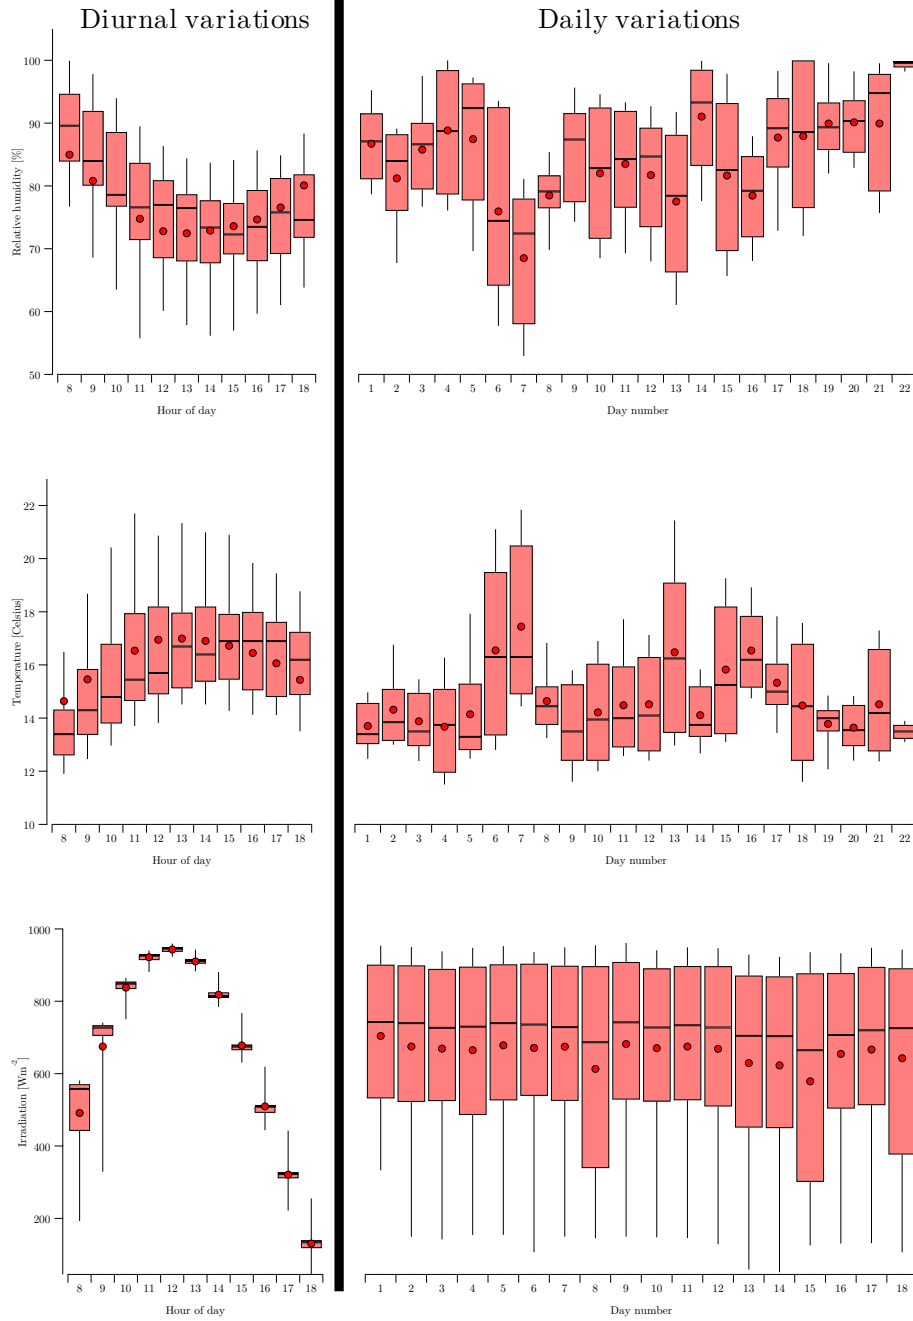 Diurnal variations
Daily variations
Relative humidity [%]
100
90
80
70
60
50
8 9 10 11 12 13 14 15 16 17 18
Hour of day
1 2 3 4 5 6 7 8 9 10 11 12 13 14 15 16 17 18 19 20 21 22
Day number
Temperature [Celsius]
22
20
18
16
14
12
10
8 9 10 11 12 13 14 15 16 17 18
Hour of day
1 2 3 4 5 6 7 8 9 10 11 12 13 14 15 16 17 18 19 20 21 22
Day number
Irradiation [Wm-2]
1000
800
600
400
200
8 9 10 11 12 13 14 15 16 17 18
Hour of day
1 2 3 4 5 6 7 8 9 10 11 12 13 14 15 16 17 18
Day number